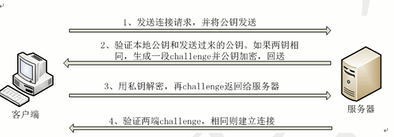 1、发送连接请求，并将公钥发送
2、验证本地公钥和发送过来的公钥。如果两钥相
同，生成一段challenge并公钥加密，回送
3、用私钥解密，再challenge返回给服务器
4、验证两端challenge，相同则建立连接
客户端
服务器